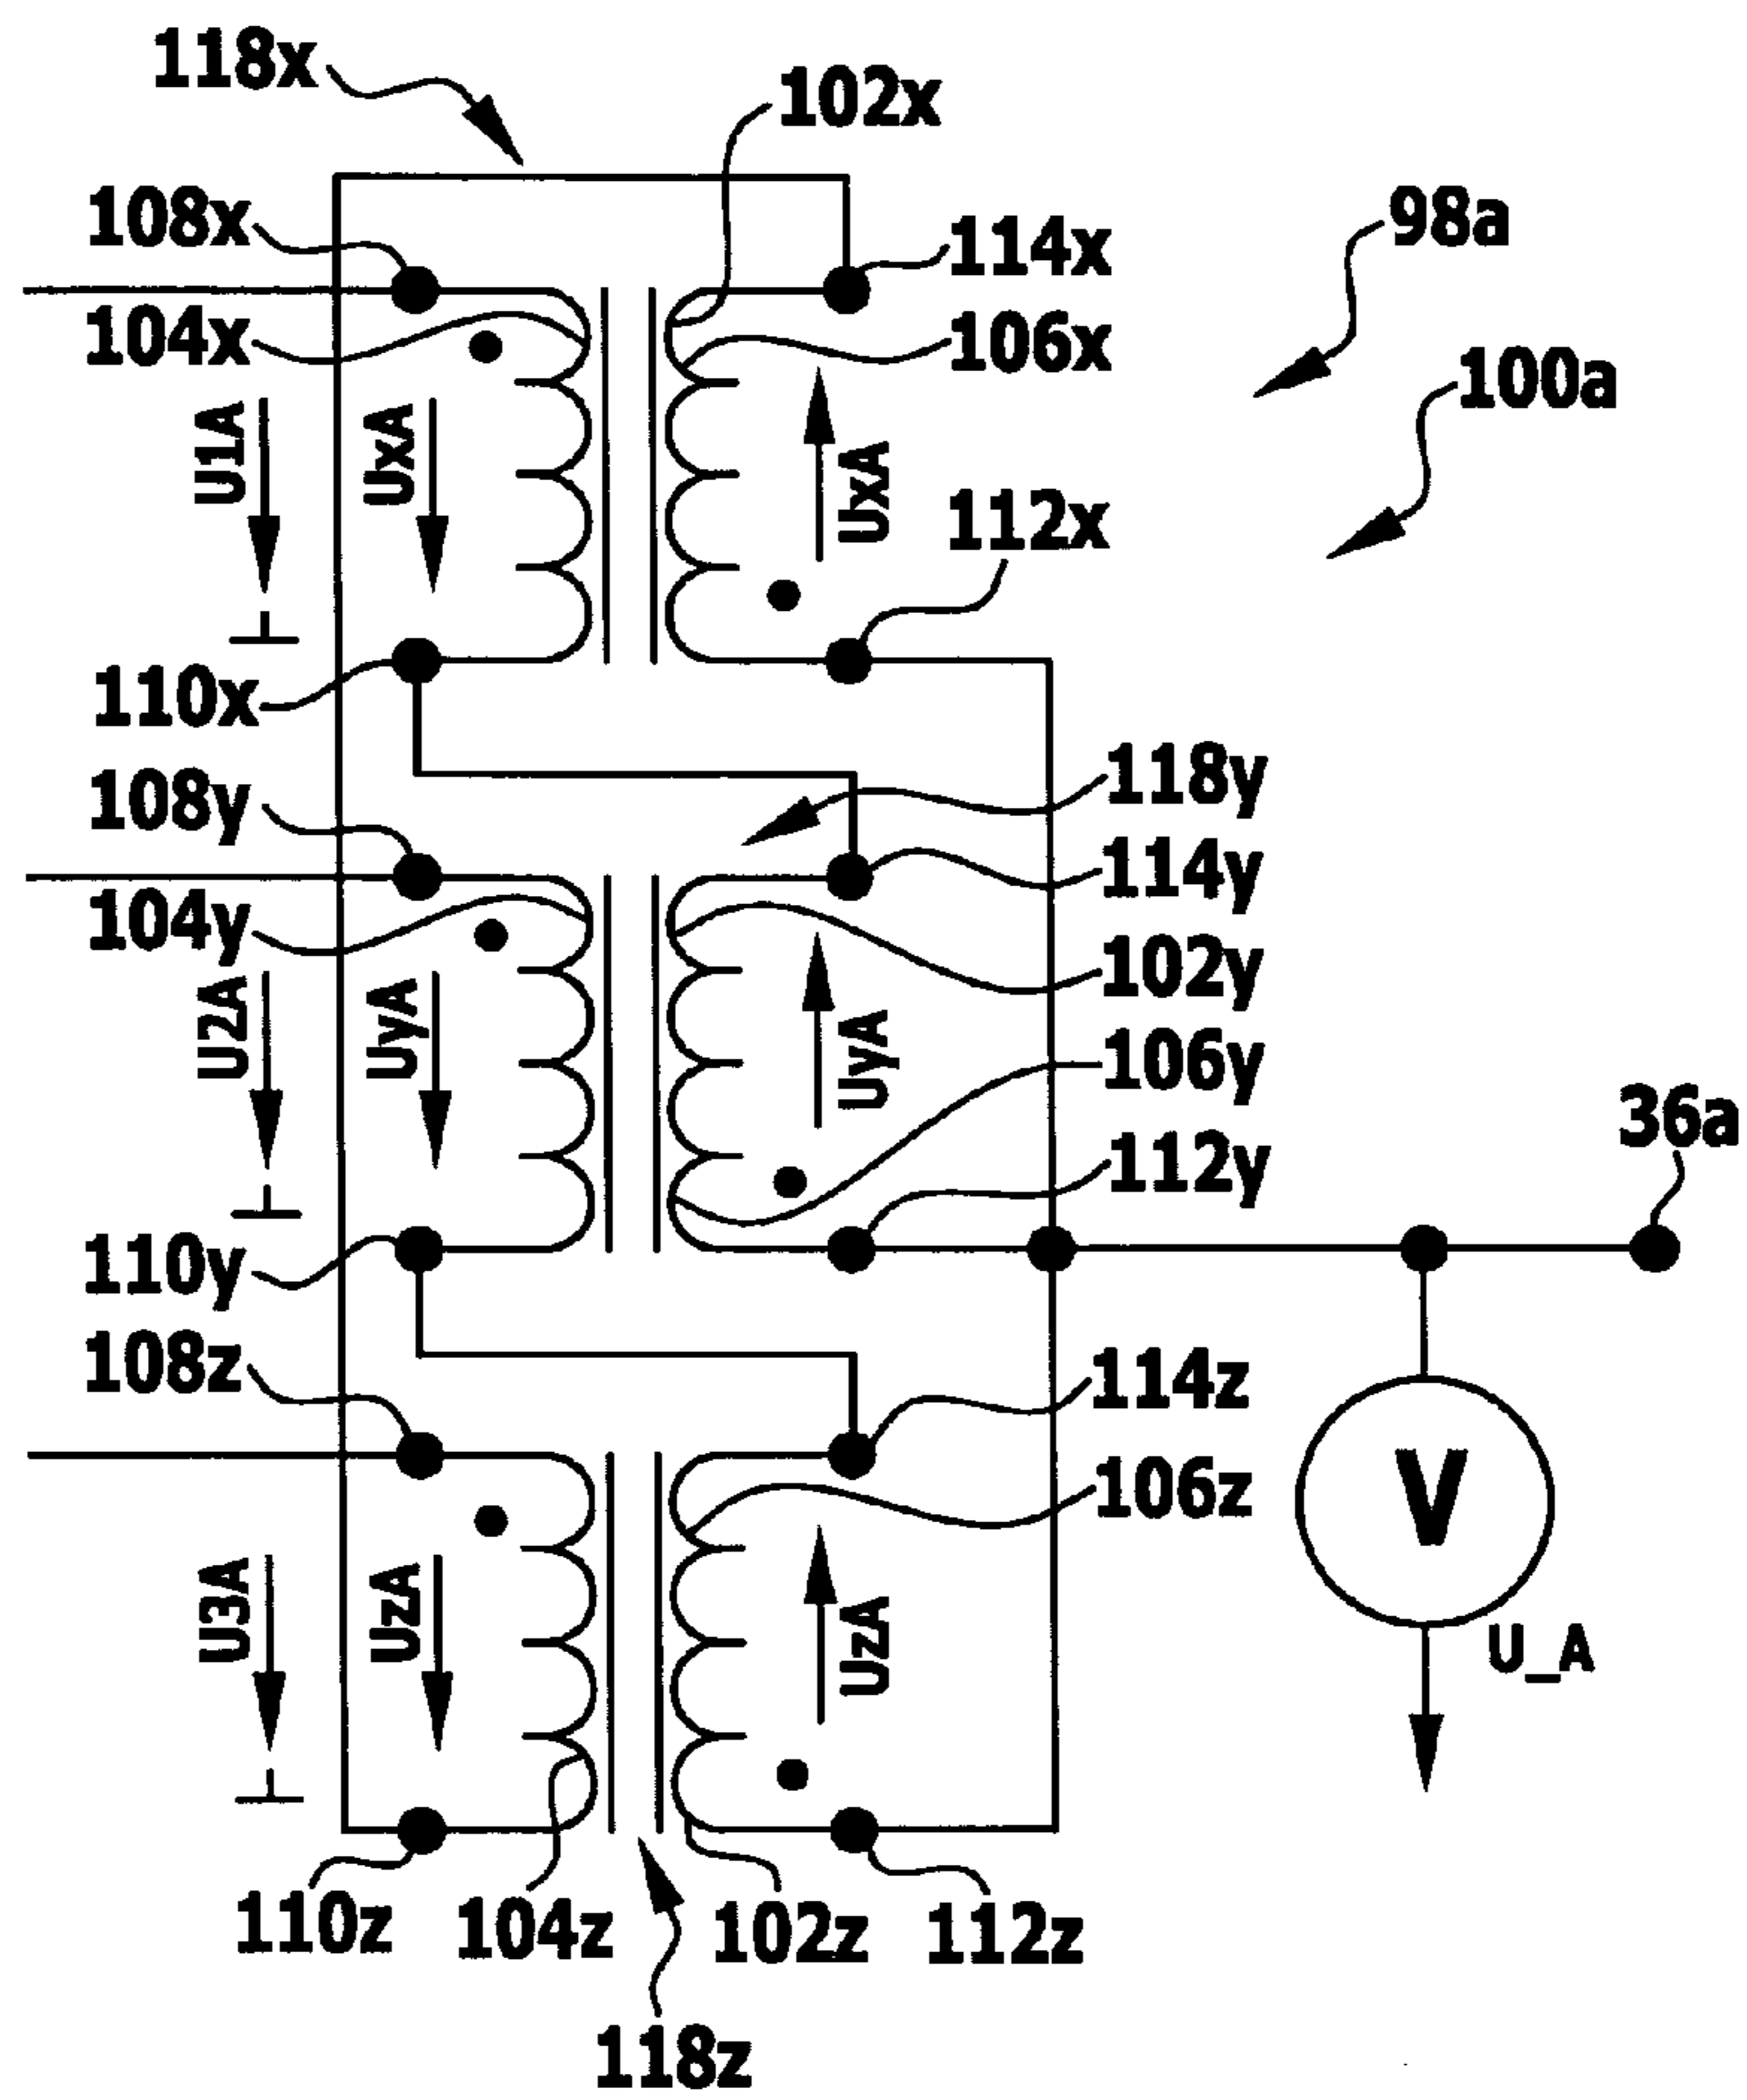 118x
102x
108x
98a
114x
104x
106x
100a
U1A
UxA
UxA
112x
110x
118y
108y
114y
104y
102y
U2A
UyA
UyA
106y
36a
112y
110y
108z
114z
106z
V
U3A
UzA
UzA
U_A
110z
104z
102z
112z
118z